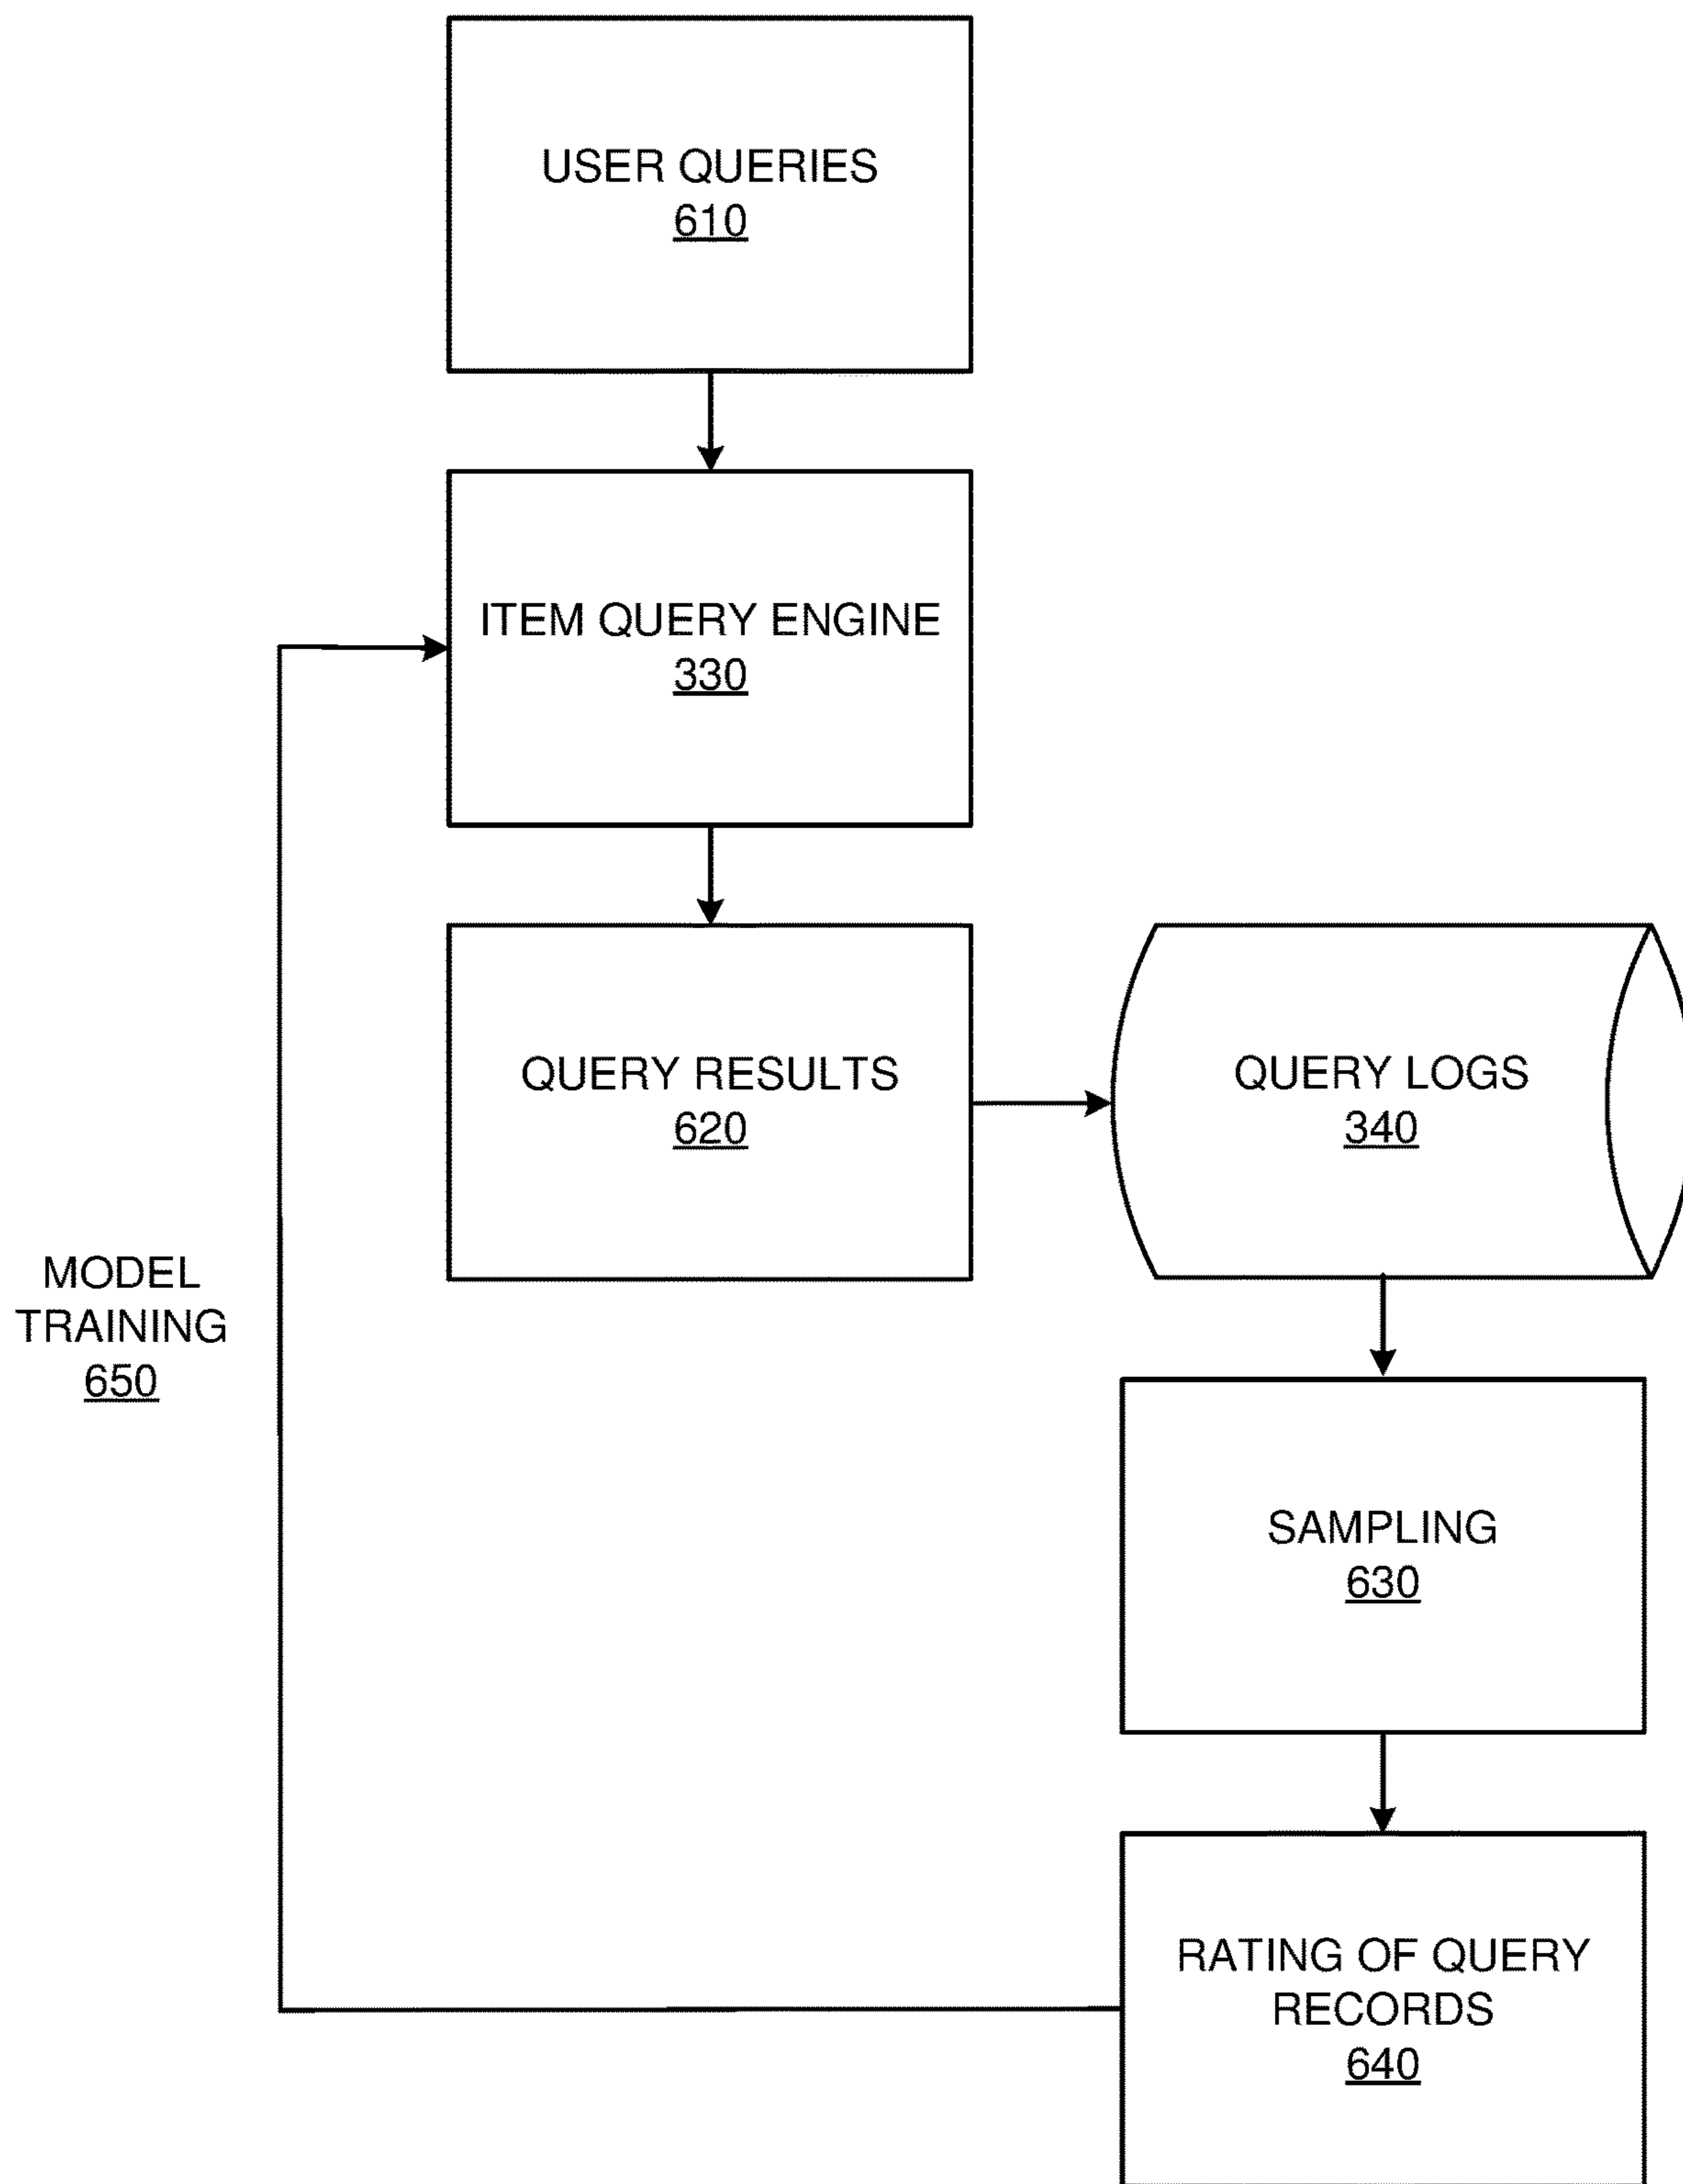 USER QUERIES
610
ITEM QUERY ENGINE
330
QUERY RESULTS
620
QUERY LOGS
340
MODEL
TRAINING
650
SAMPLING
630
RATING OF QUERY
RECORDS
640